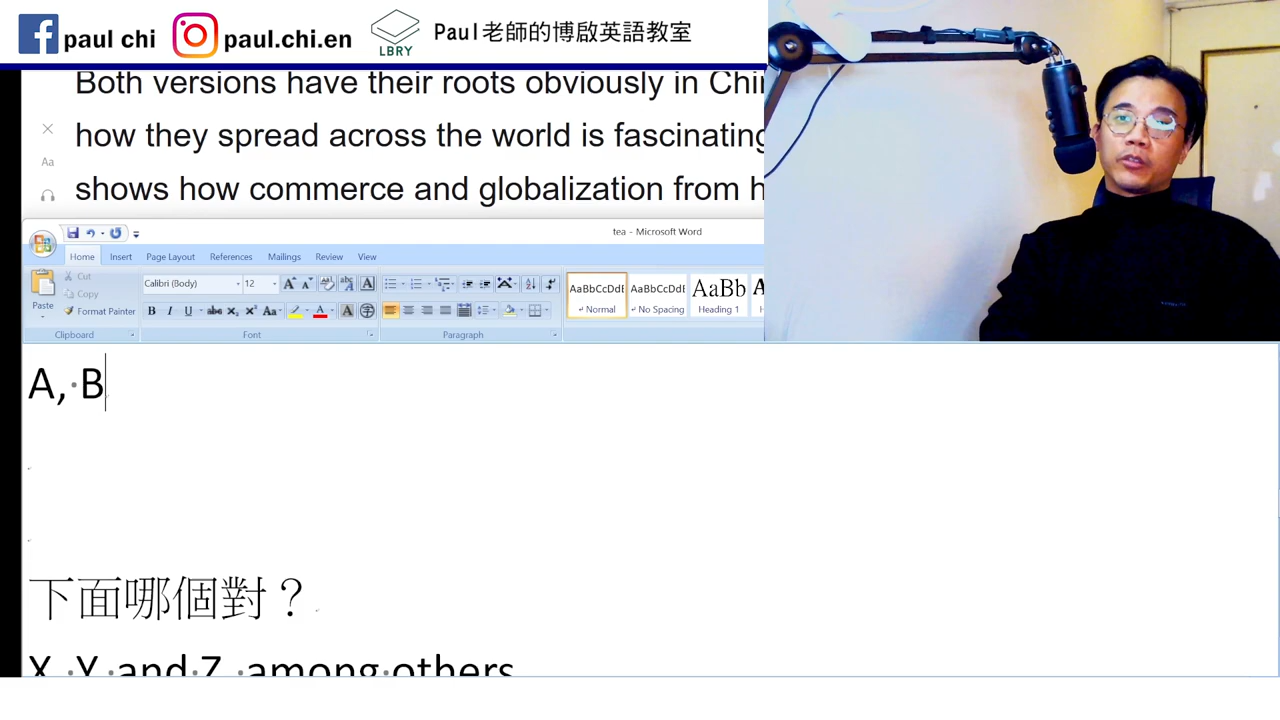 paul chi
paul.chi.en
LBRY
Paul老師的博啟英語教室
Both versions have their roots obviously in Chi
how they spread across the world is fascinating
Aa
shows how commerce and globalization from h
tea - Microsoft Word
Home Insert Page Layout References Mailings Review View
Cut
Copy
Format Painter
Paste
Calibri (Body) 12
AaBbCcDdE AaBbCcDdE AaBb
Normal No Spacing Heading 1
Clipboard Font Paragraph
A, B
下面哪個對？
X, Y and Z, among others